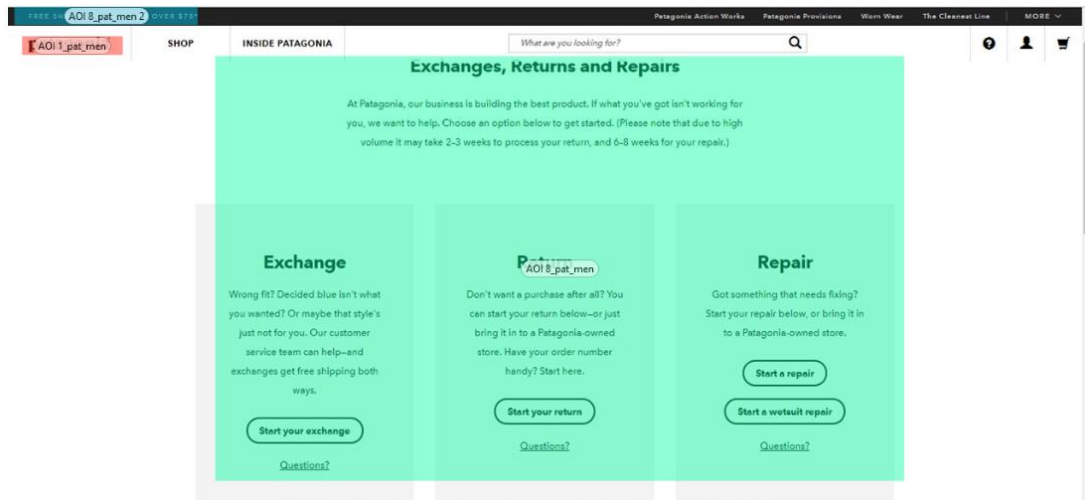 FREE SH AOI 8_pat_men 2 OVER $75*
Patagonia Action Works Patagonia Provisions Worn Wear The Cleanest Line MORE
AOI 1_pat_men SHOP INSIDE PATAGONIA What are you looking for?
Exchanges, Returns and Repairs
At Patagonia, our business is building the best product. If what you've got isn't working for
you, we want to help. Choose an option below to get started. (Please note that due to high
volume it may take 2-3 weeks to process your return, and 6-8 weeks for your repair.)
Exchange
Wrong fit? Decided blue isn't what
you wanted? Or maybe that style's
just not for you. Our customer
service team can help—and
exchanges get free shipping both
ways.
Start your exchange
Questions?
Return
AOI 8_pat_men
Don't want a purchase after all? You
can start your return below—or just
bring it in to a Patagonia-owned
store. Have your order number
handy? Start here.
Start your return
Questions?
Repair
Got something that needs fixing?
Start your repair below, or bring it in
to a Patagonia-owned store.
Start a repair
Start a wetsuit repair
Questions?